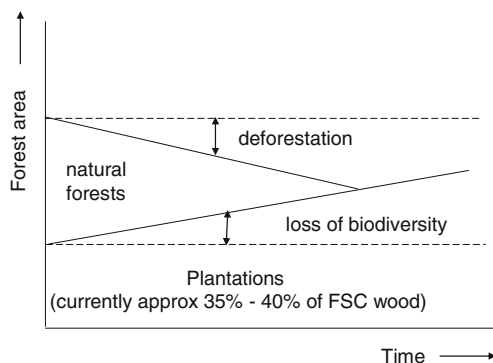 Forest area
deforestation
natural
forests
loss of biodiversity
Plantations
(currently approx 35% - 40% of FSC wood)
Time